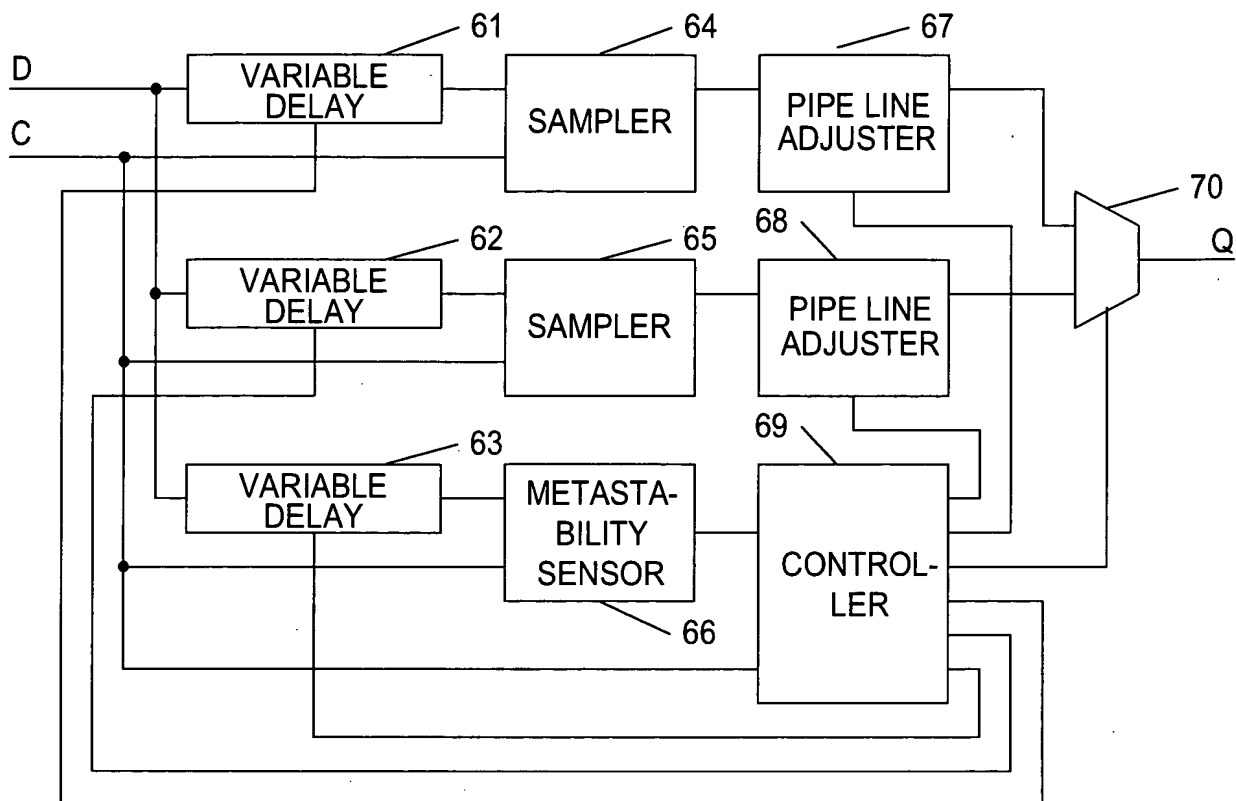 61
64
67
D
VARIABLE
DELAY
SAMPLER
PIPE LINE
ADJUSTER
C
70
62
65
68
Q
VARIABLE
DELAY
SAMPLER
PIPE LINE
ADJUSTER
63
69
VARIABLE
DELAY
METASTA-
BILITY
SENSOR
CONTROL-
LER
66